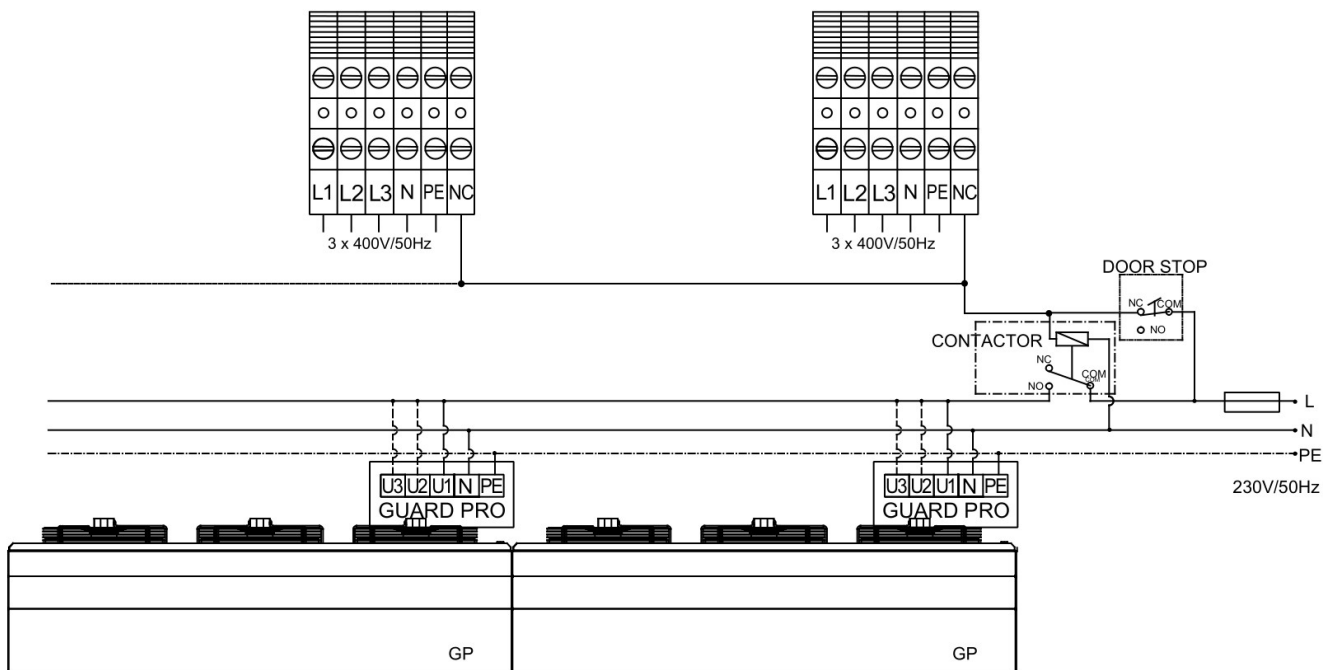 L1 L2 L3 N PE NC
3 x 400V/50Hz
L1 L2 L3 N PE NC
3 x 400V/50Hz
DOOR STOP
NC COM
NO
CONTACTOR
NC
COM
COM
NO
L
N
PE
230V/50Hz
U3 U2 U1 N PE
GUARD PRO
U3 U2 U1 N PE
GUARD PRO
GP
GP